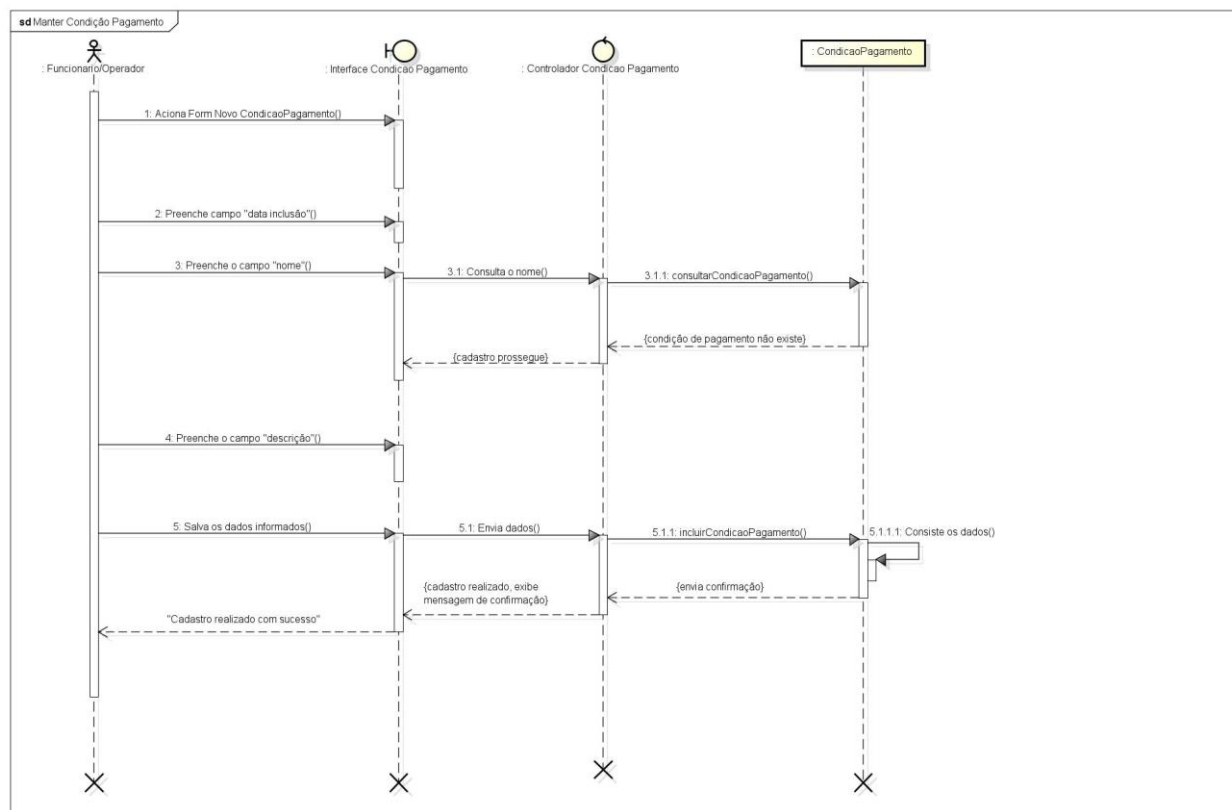 sd Manter Condição Pagamento
: Funcionario/Operador
: Interface Condicao Pagamento
: Controlador Condicao Pagamento
: CondicaoPagamento
1: Aciona Form Novo CondicaoPagamento()
2: Preenche campo "data inclusão"()
3: Preenche o campo "nome"()
3.1: Consulta o nome()
3.1.1: consultarCondicaoPagamento()
{condição de pagamento não existe}
{cadastro prossegue}
4: Preenche o campo "descrição"()
5: Salva os dados informados()
5.1: Envia dados()
5.1.1: incluirCondicaoPagamento()
5.1.1.1: Consiste os dados()
{envia confirmação}
{cadastro realizado, exibe
mensagem de confirmação}
"Cadastro realizado com sucesso"